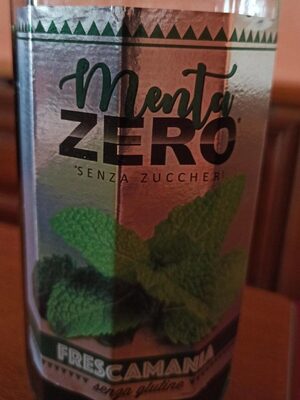 Menta
ZERO®
*SENZA ZUCCHERI
FRESCAMANIA
senza glutine